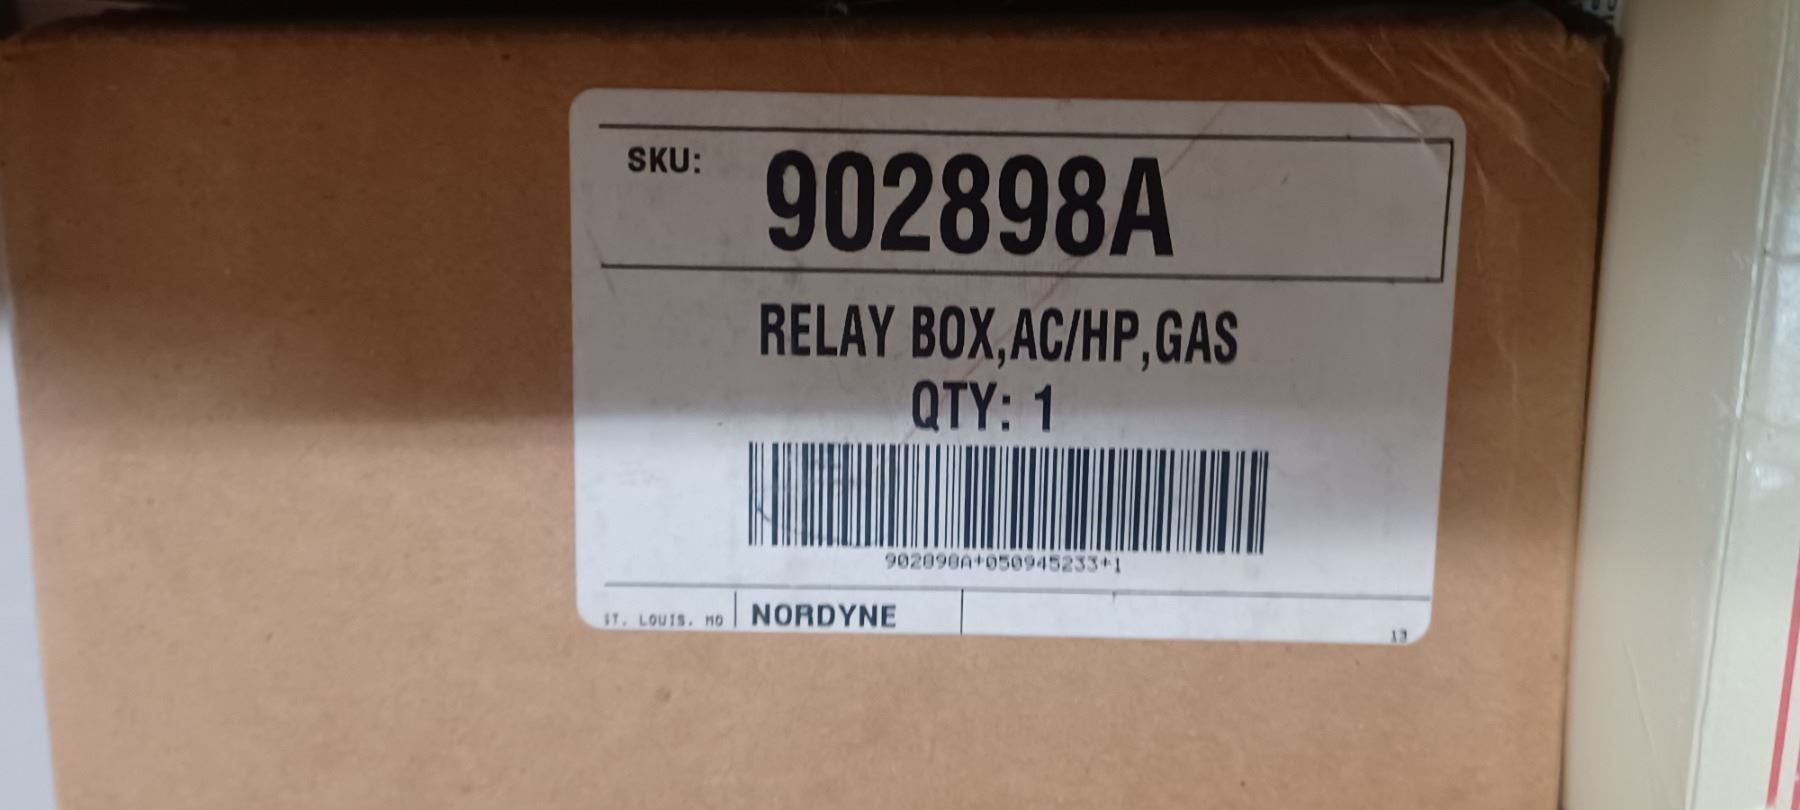 SKU: 902898A
RELAY BOX,AC/HP,GAS
QTY: 1
902898A+050945233+1
ST. LOUIS. MO NORDYNE
13